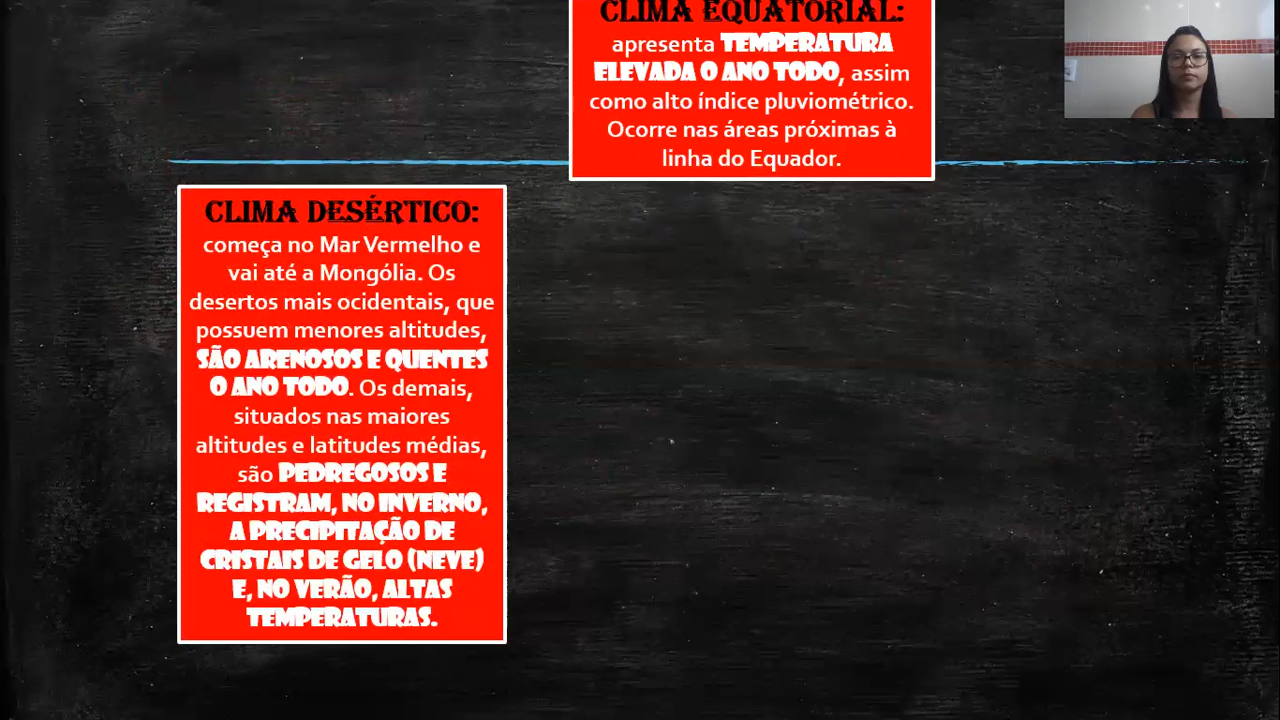 CLIMA EQUATORIAL:
apresenta TEMPERATURA
ELEVADA O ANO TODO, assim
como alto índice pluviométrico.
Ocorre nas áreas próximas à
linha do Equador.
CLIMA DESÉRTICO:
começa no Mar Vermelho e
vai até a Mongólia. Os
desertos mais ocidentais, que
possuem menores altitudes,
SÃO ARENOSOS E QUENTES
O ANO TODO. Os demais,
situados nas maiores
altitudes e latitudes médias,
são PEDREGOSOS E
REGISTRAM, NO INVERNO,
A PRECIPITAÇÃO DE
CRISTAIS DE GELO (NEVE)
E, NO VERÃO, ALTAS
TEMPERATURAS.